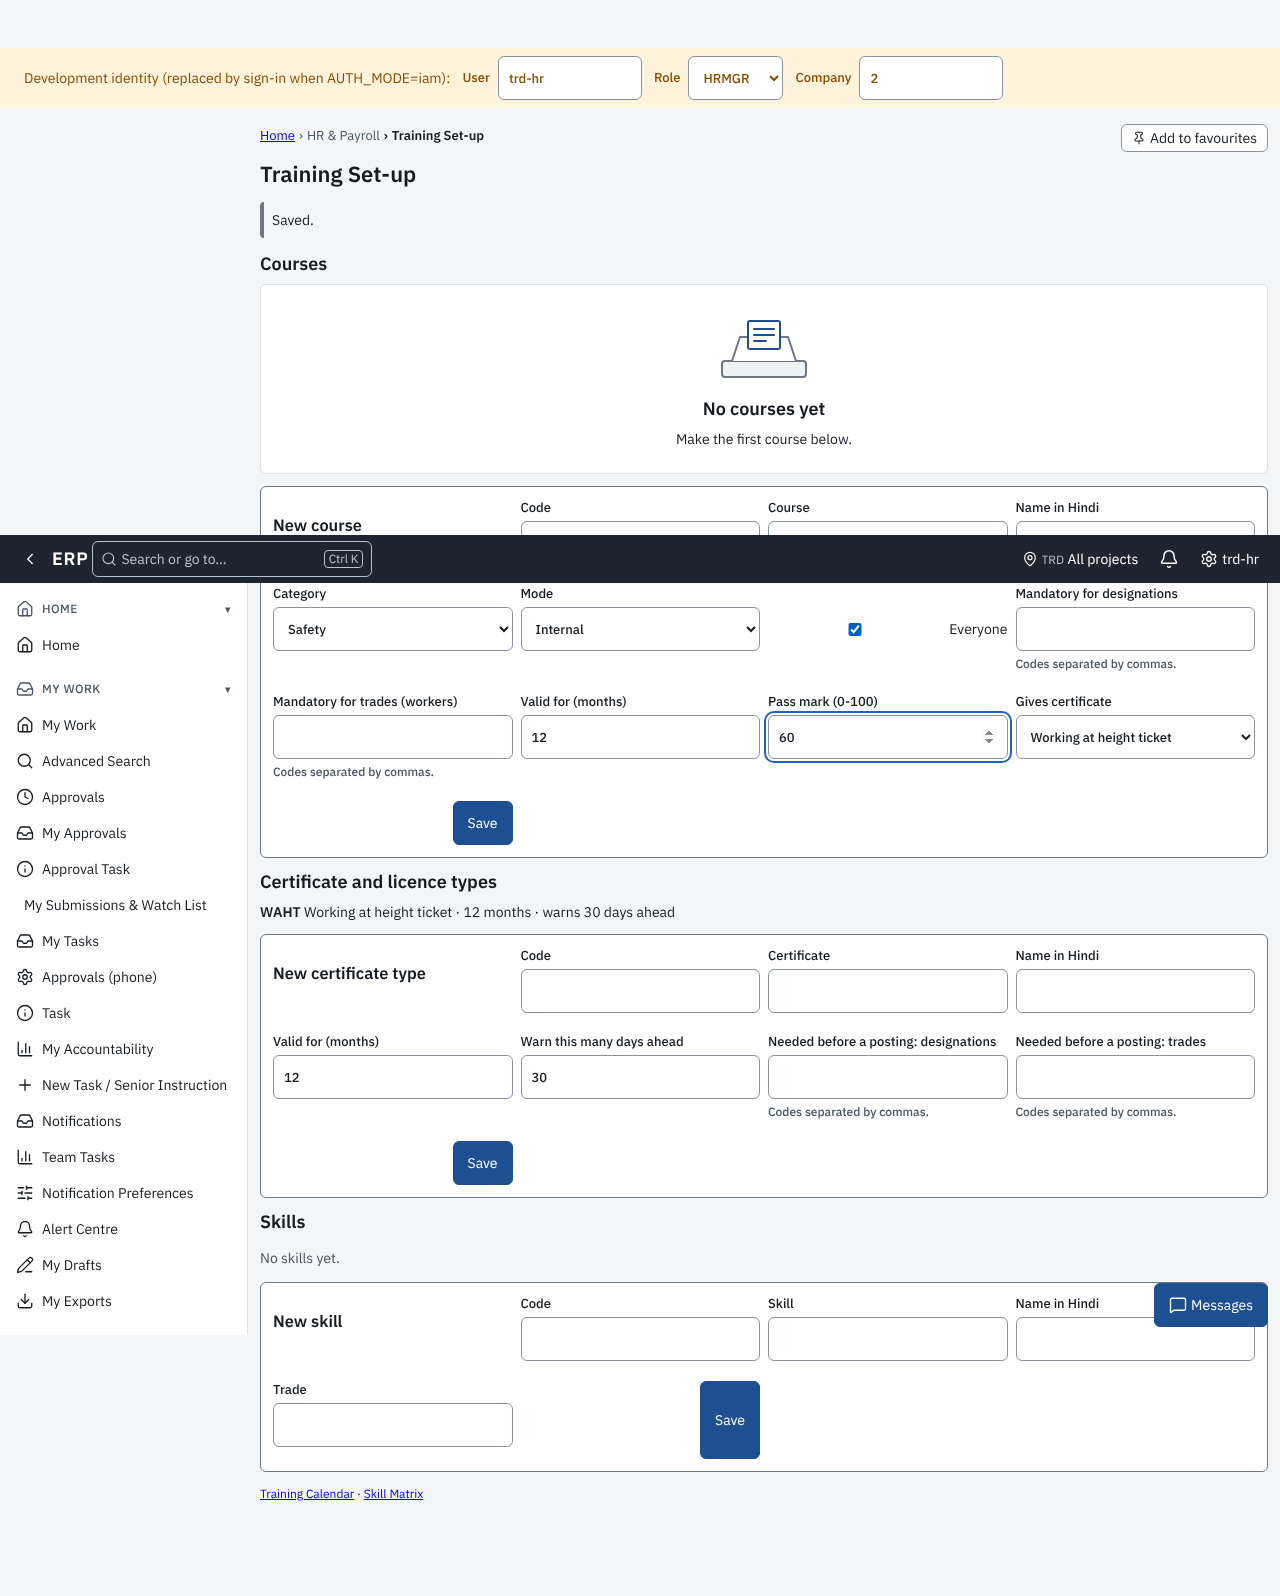 Development identity (replaced by sign-in when AUTH_MODE=iam): User trd-hr Role HRMGR Company 2
Home › HR & Payroll › Training Set-up
Add to favourites
Training Set-up
Saved.
Courses
No courses yet
Make the first course below.
New course
Code
Course
Name in Hindi
ERP
Search or go to...
Ctrl K
TRD All projects
trd-hr
HOME
Home
MY WORK
My Work
Advanced Search
Approvals
My Approvals
Approval Task
My Submissions & Watch List
My Tasks
Approvals (phone)
Task
My Accountability
New Task / Senior Instruction
Notifications
Team Tasks
Notification Preferences
Alert Centre
My Drafts
My Exports
Category
Safety
Mode
Internal
Everyone
Mandatory for designations
Codes separated by commas.
Mandatory for trades (workers)
Codes separated by commas.
Valid for (months)
12
Pass mark (0-100)
60
Gives certificate
Working at height ticket
Save
Certificate and licence types
WAHT Working at height ticket · 12 months · warns 30 days ahead
New certificate type
Code
Certificate
Name in Hindi
Valid for (months)
12
Warn this many days ahead
30
Needed before a posting: designations
Codes separated by commas.
Needed before a posting: trades
Codes separated by commas.
Save
Skills
No skills yet.
New skill
Code
Skill
Name in Hindi
Messages
Trade
Save
Training Calendar · Skill Matrix